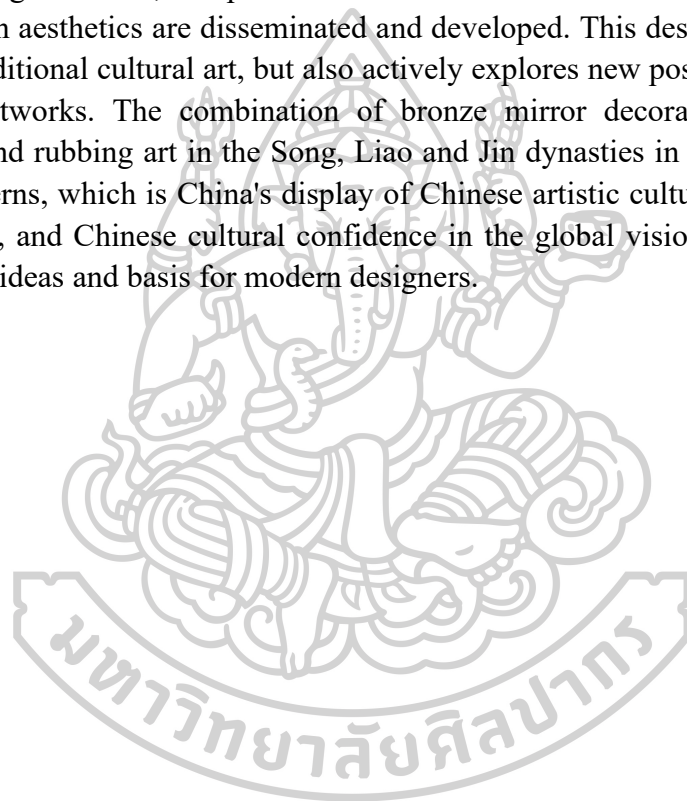 n aesthetics are disseminated and developed. This des
ditional cultural art, but also actively explores new pos
tworks. The combination of bronze mirror decora
nd rubbing art in the Song, Liao and Jin dynasties in
erns, which is China's display of Chinese artistic cultu
, and Chinese cultural confidence in the global visio
ideas and basis for modern designers.
มหาวิทยาลัยศิลปากร